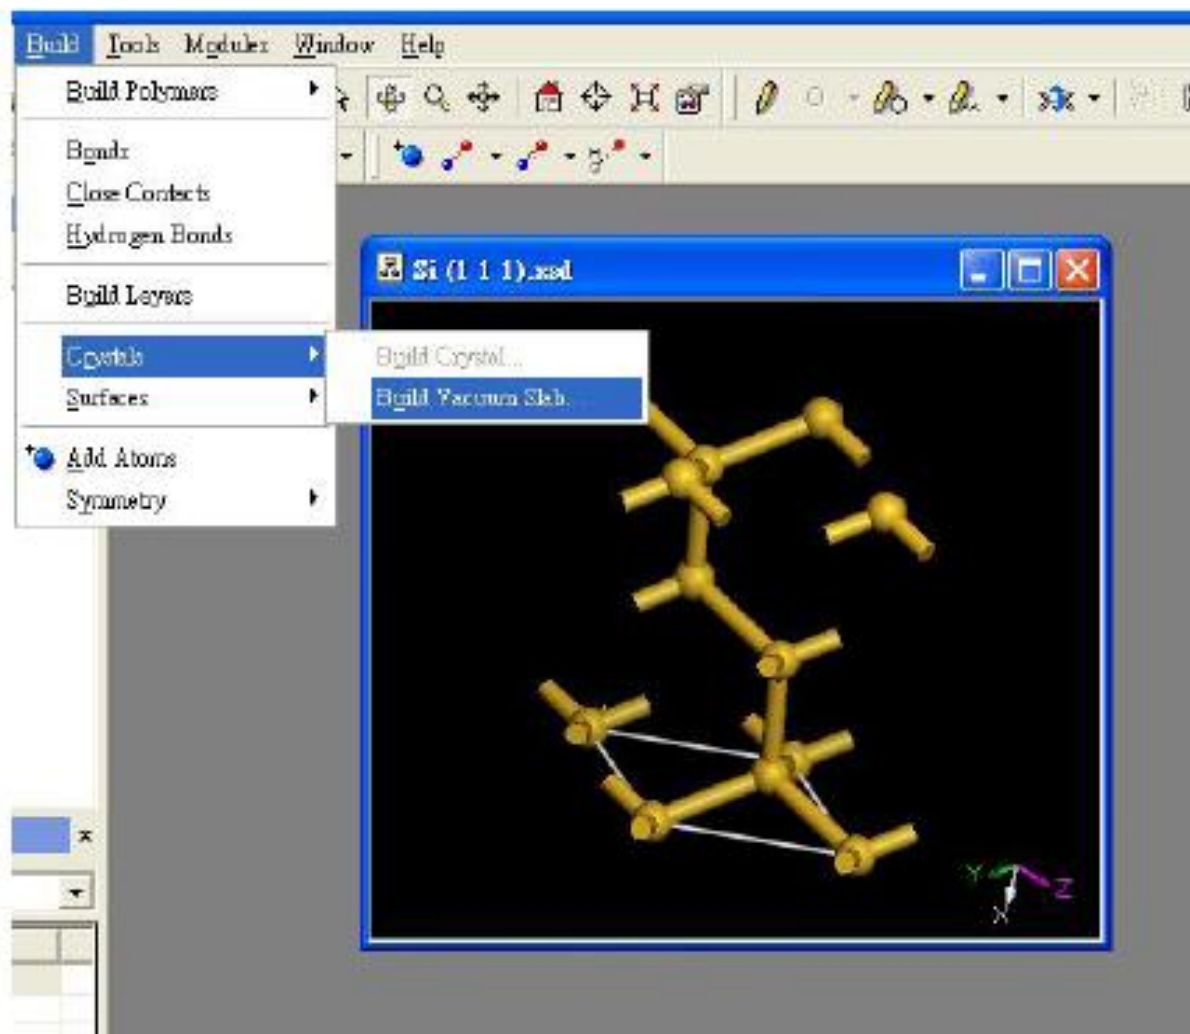 Build Tools Modules Window Help
Build Polymers
Bonds
Close Contacts
Hydrogen Bonds
Build Layers
Crystals
Surfaces
Add Atoms
Symmetry
Build Crystal...
Build Vacuum Slab...
Si (1 1 1).xsd
Y
X
Z